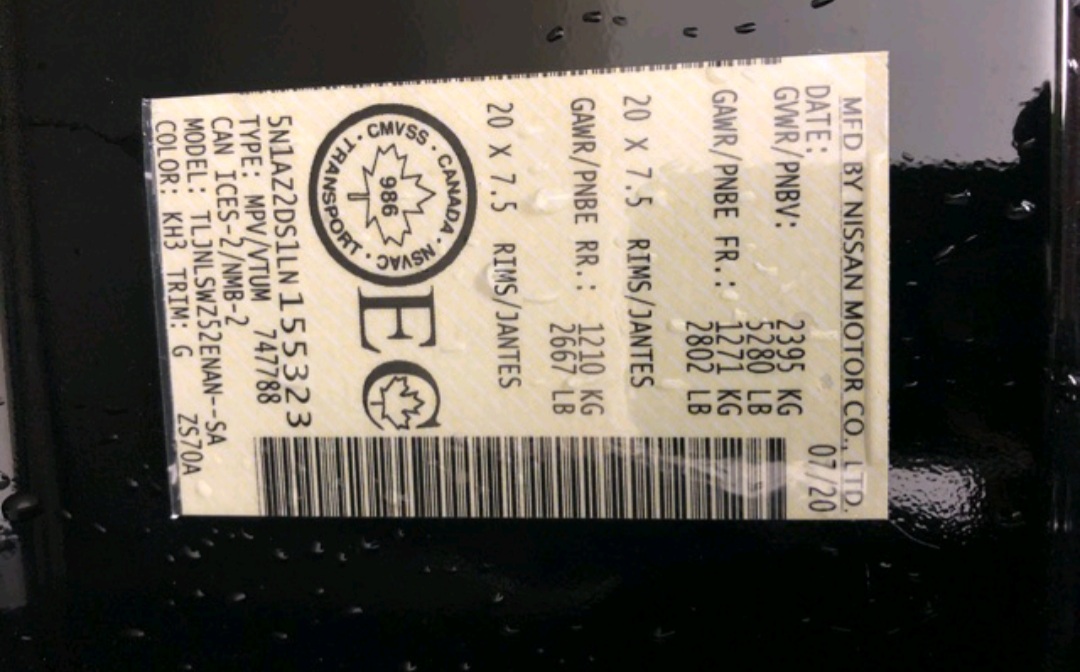 MFD BY NISSAN MOTOR CO., LTD.
DATE: 07/20
GVWR/PNBV: 2395 KG
5280 LB
GAWR/PNBE FR.: 1271 KG
2802 LB
20 X 7.5 RIMS/JANTES
GAWR/PNBE RR.: 1210 KG
2667 LB
20 X 7.5 RIMS/JANTES
CMVSS · CANADA · NSVAC · TRANSPORT ·
986
EC
5N1AZ2DS1LN155323
TYPE: MPV/VTUM 747788
CAN ICES-2/NMB-2
MODEL: TLJNLSWZ52ENAN--SA
COLOR: KH3 TRIM: G ZS70A